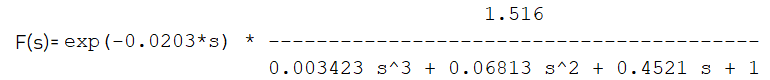 1.516
F(s)= exp(-0.0203*s) * ----------------------------------------
0.003423 s^3 + 0.06813 s^2 + 0.4521 s + 1